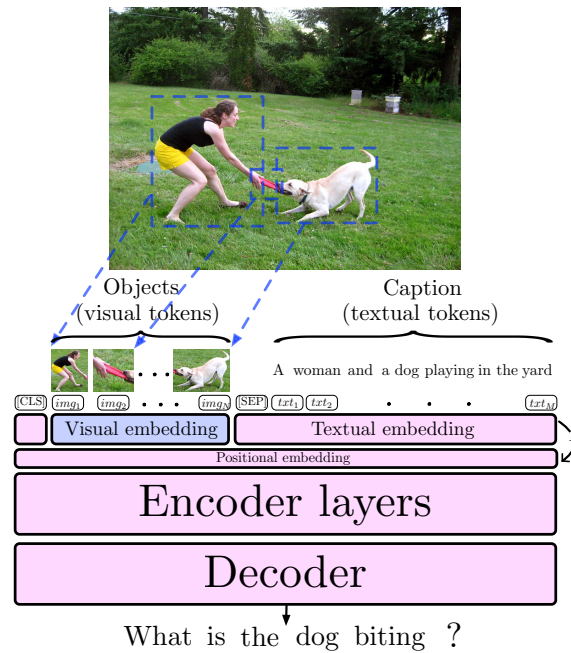 Objects
(visual tokens)
Caption
(textual tokens)
A woman and a dog playing in the yard
[CLS] img1 img2 . . . imgN [SEP] txt1 txt2 . . . txtM
Visual embedding
Textual embedding
Positional embedding
Encoder layers
Decoder
What is the dog biting ?